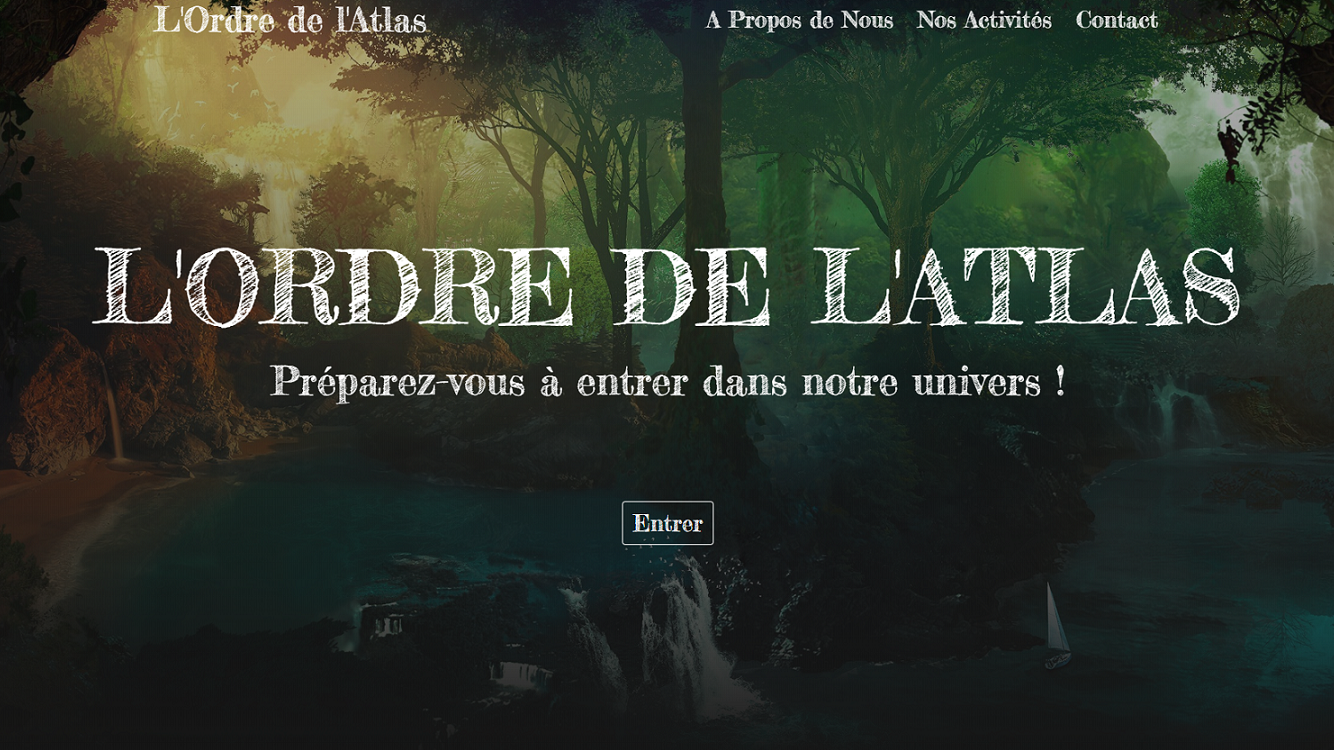 L'Ordre de l'Atlas
A Propos de Nous Nos Activités Contact
L'ORDRE DE L'ATLAS
Préparez-vous à entrer dans notre univers !
Entrer